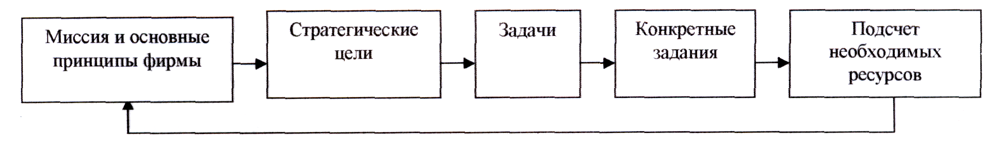 Миссия и основные
принципы фирмы
Стратегические
цели
Задачи
Конкретные
задания
Подсчет
необходимых
ресурсов